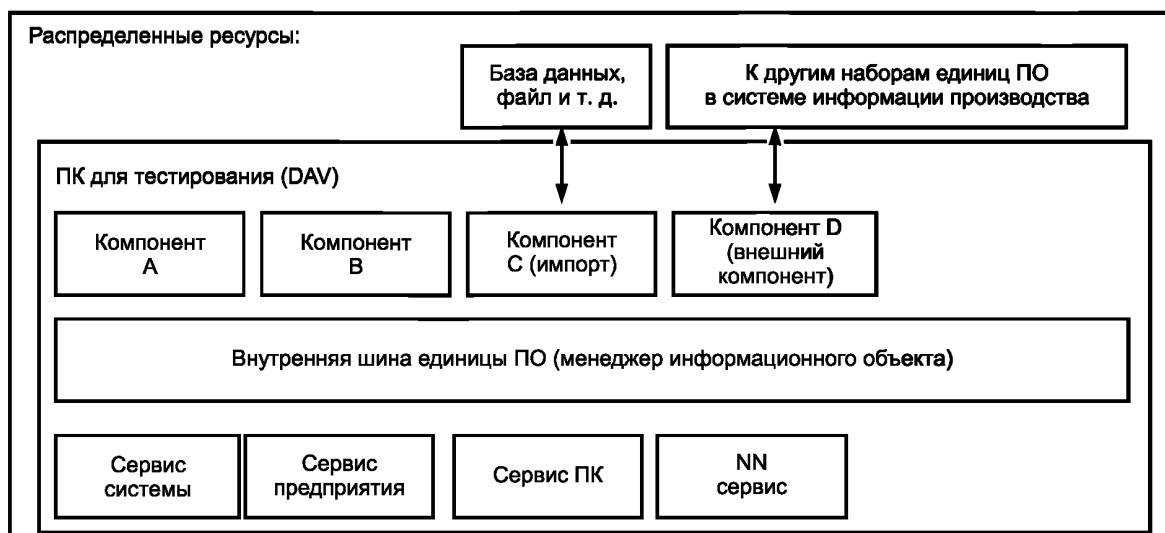 Распределенные ресурсы:
База данных,
файл и т. д.
К другим наборам единиц ПО
в системе информации производства
ПК для тестирования (DAV)
Компонент
A
Компонент
B
Компонент
C (импорт)
Компонент D
(внешний
компонент)
Внутренняя шина единицы ПО (менеджер информационного объекта)
Сервис
системы
Сервис
предприятия
Сервис ПК
NN
сервис